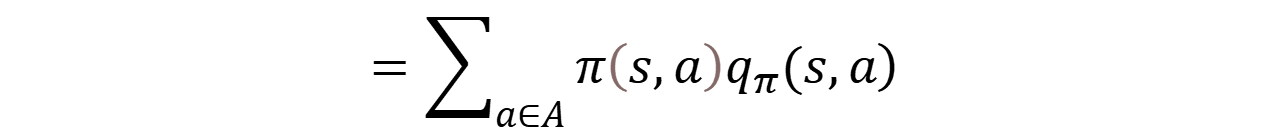 = ∑_{a∈A} π(s, a)q_π(s, a)